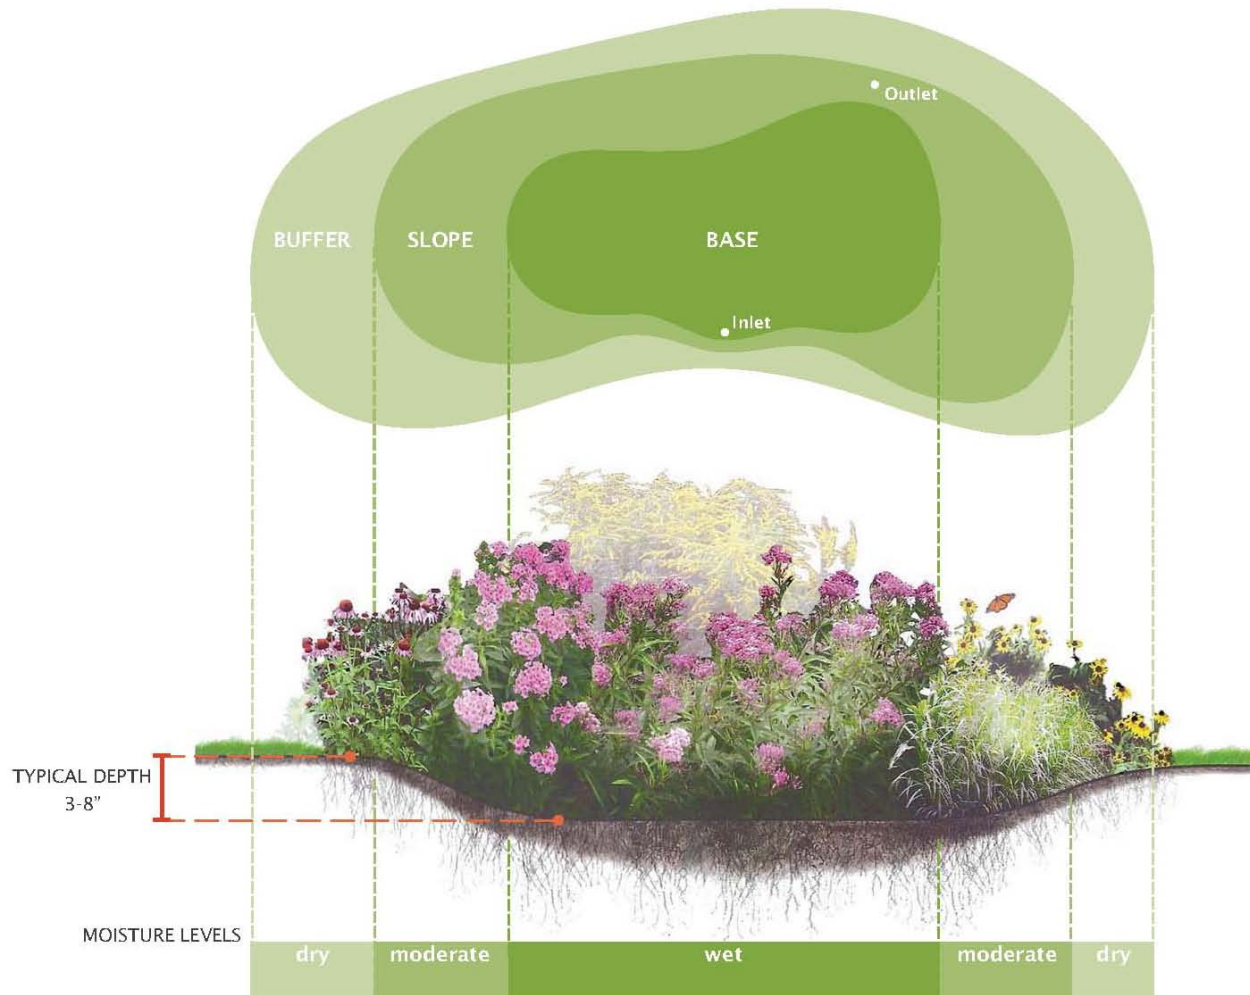 Outlet
BUFFER SLOPE BASE
Inlet
TYPICAL DEPTH
3-8”
MOISTURE LEVELS
dry moderate wet moderate dry